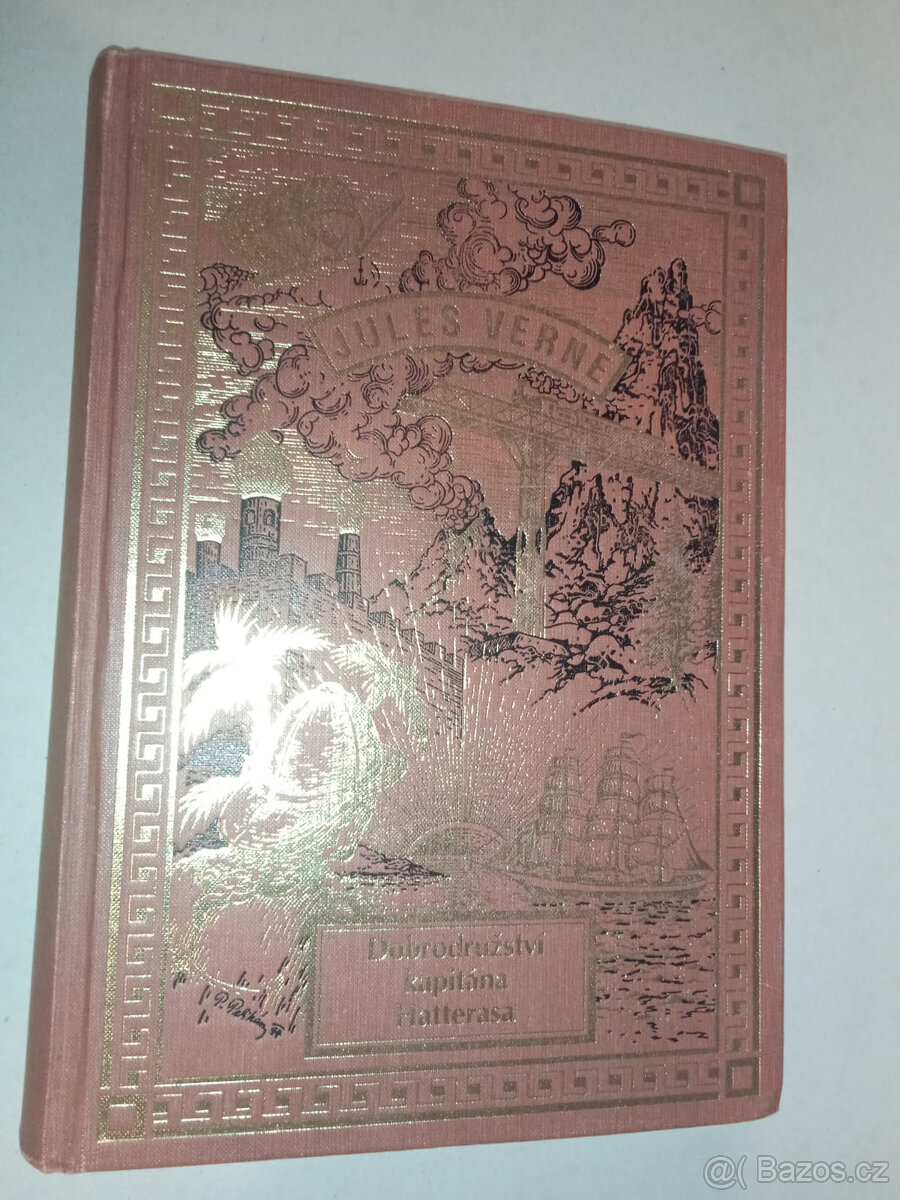 JULES VERNE
Dobrodružství
kapitána
Hatterasa
@( Bazos.cz